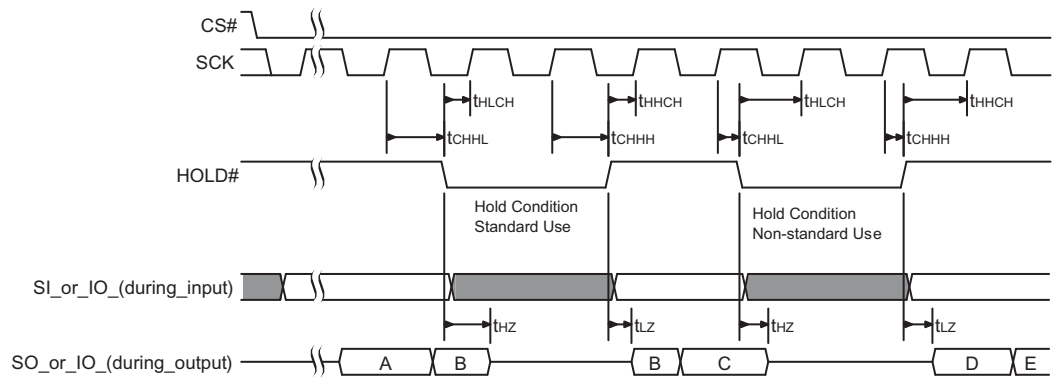 CS#
SCK
tHLCH tHHCH tHLCH tHHCH
tCHHL tCHHH tCHHL tCHHH
HOLD#
Hold Condition
Standard Use
Hold Condition
Non-standard Use
SI_or_IO_(during_input)
tHZ tLZ tHZ tLZ
SO_or_IO_(during_output) A B B C D E